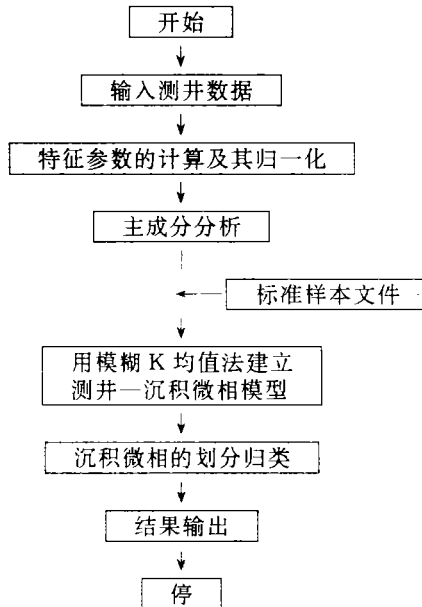 开始
输入测井数据
特征参数的计算及其归一化
主成分分析
标准样本文件
用模糊 K 均值法建立
测井—沉积微相模型
沉积微相的划分归类
结果输出
停